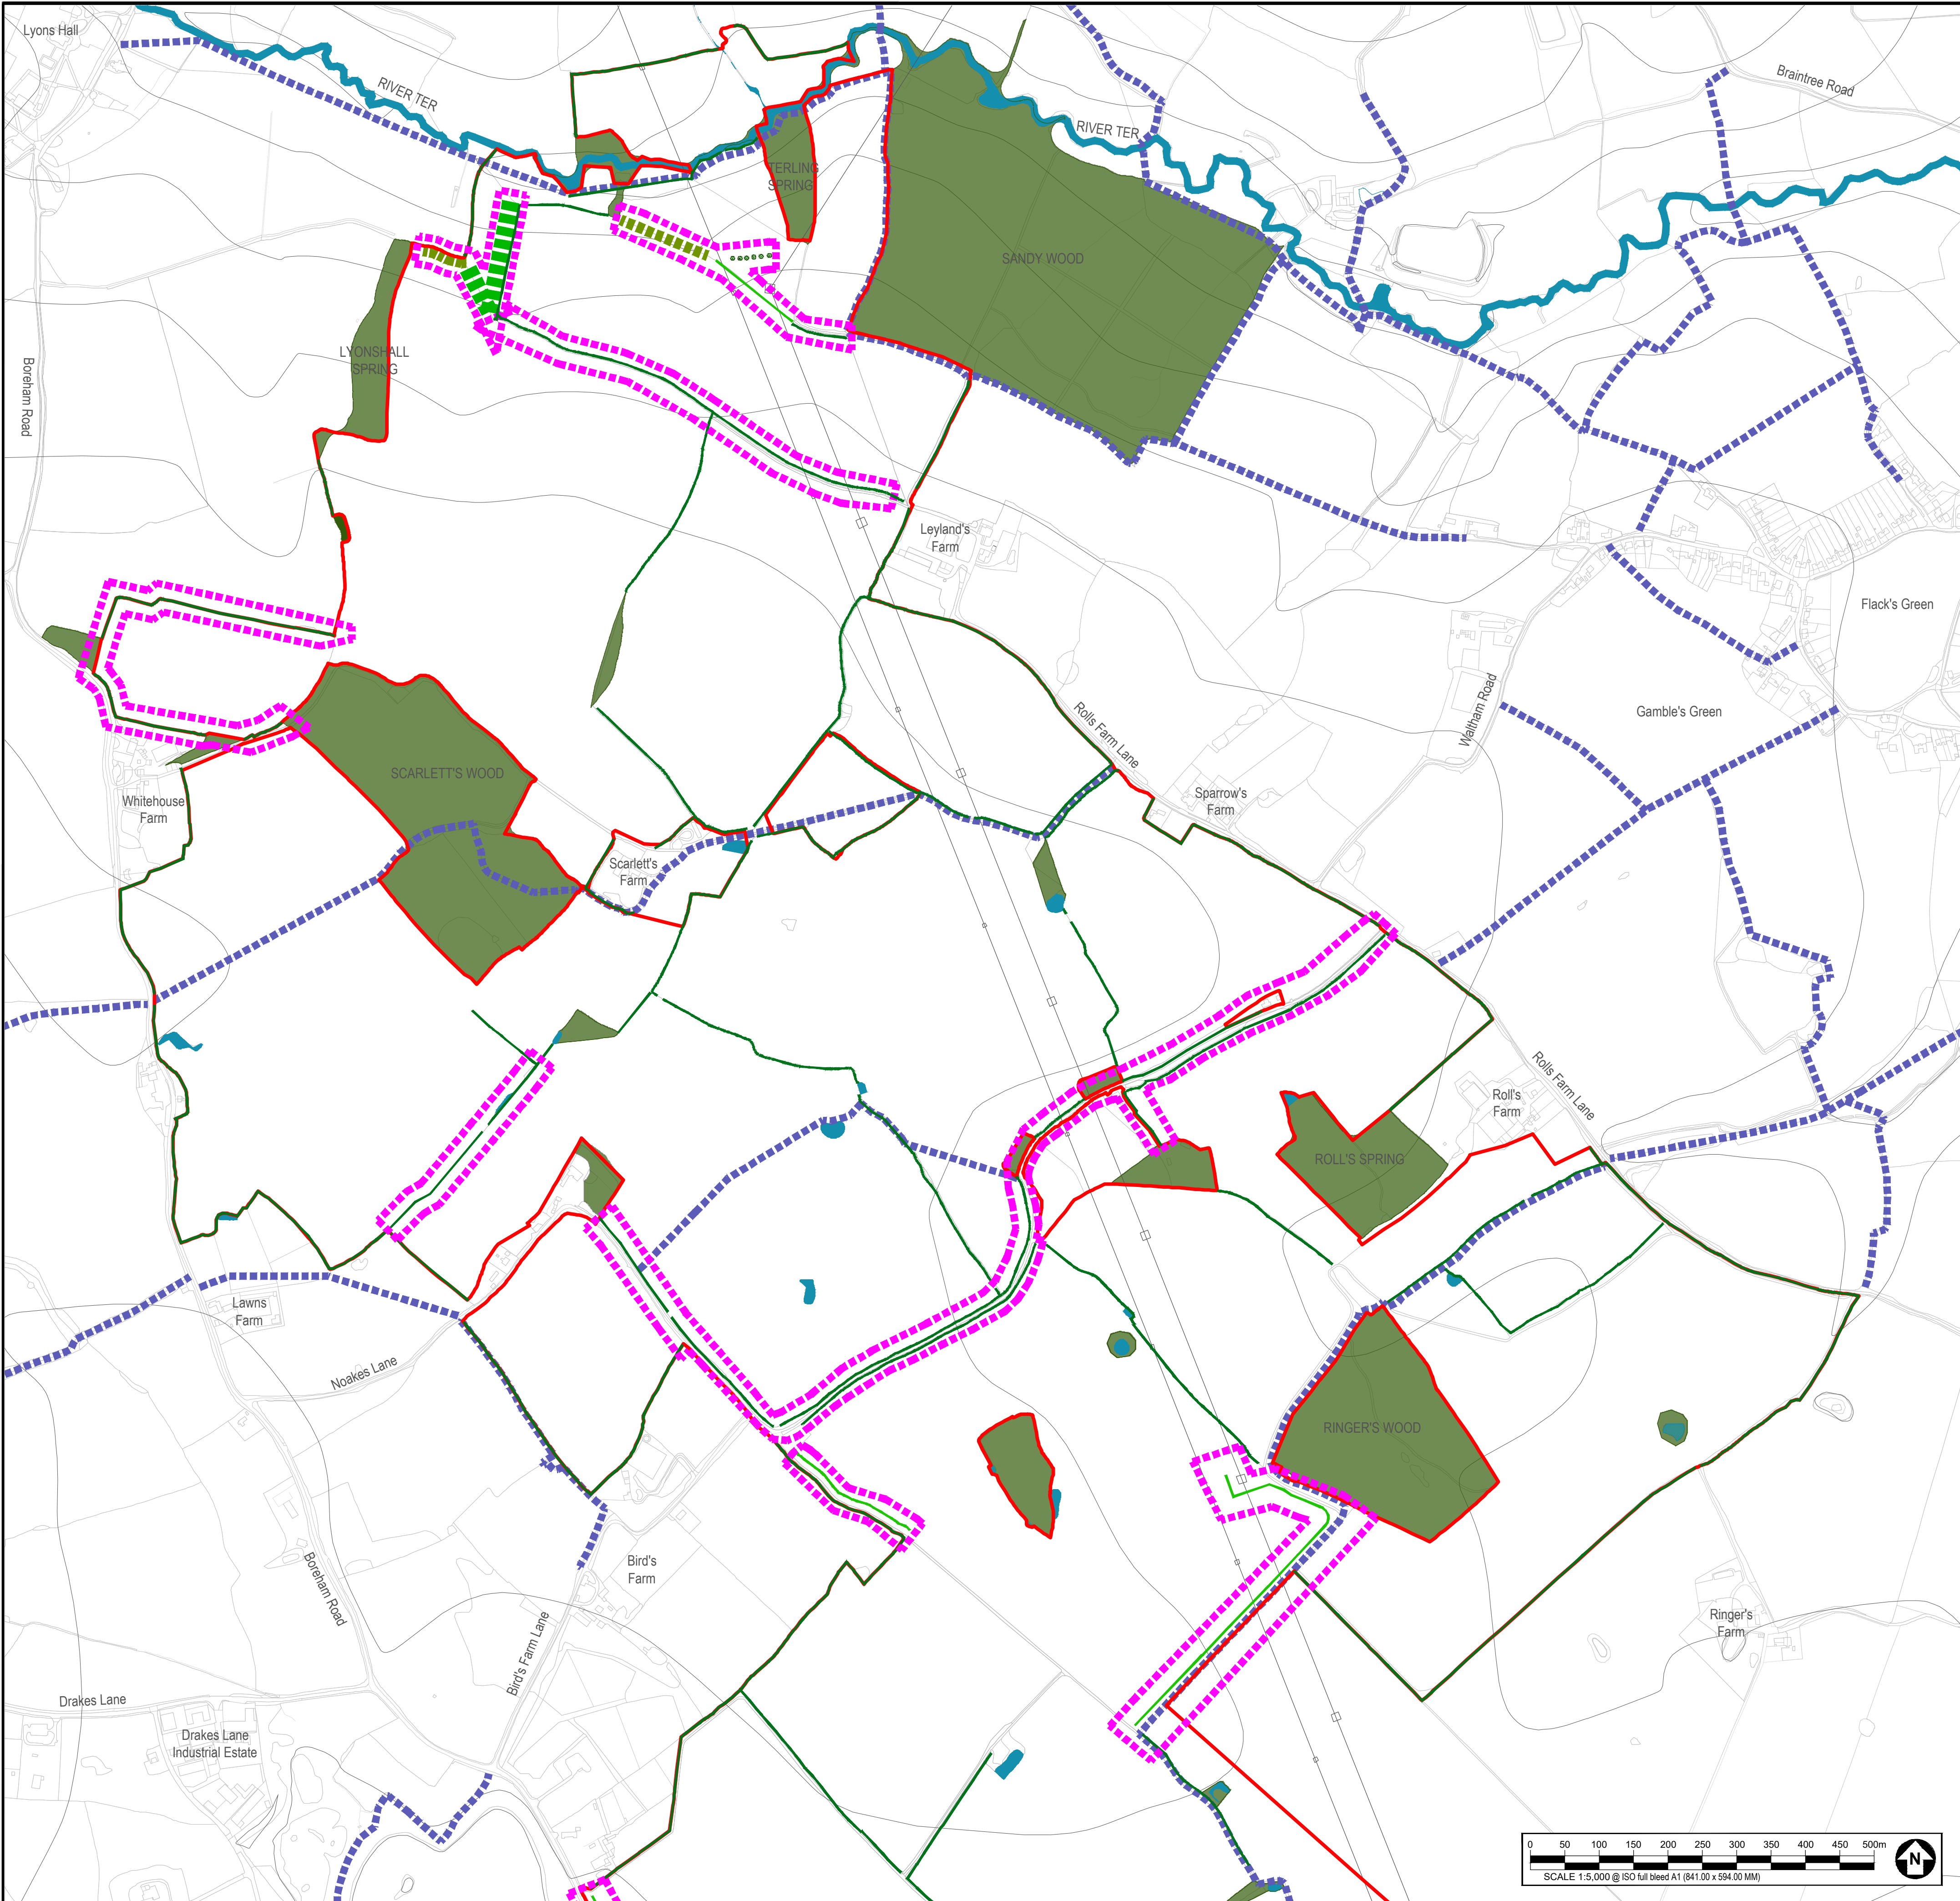 Lyons Hall
RIVER TER
Braintree Road
RIVER TER
TERLING
SPRING
SANDY WOOD
LYONSHALL
SPRING
Boreham Road
Leyland's
Farm
Flack's Green
Rolls Farm Lane
Waltham Road
Gamble's Green
SCARLETT'S WOOD
Whitehouse
Farm
Sparrow's
Farm
Scarlett's
Farm
Rolls Farm Lane
Roll's
Farm
ROLL'S SPRING
Lawns
Farm
Noakes Lane
RINGER'S WOOD
Boreham Road
Bird's
Farm
Bird's Farm Lane
Ringer's
Farm
Drakes Lane
Drakes Lane
Industrial Estate
0 50 100 150 200 250 300 350 400 450 500m
SCALE 1:5,000 @ ISO full bleed A1 (841.00 x 594.00 MM)
N